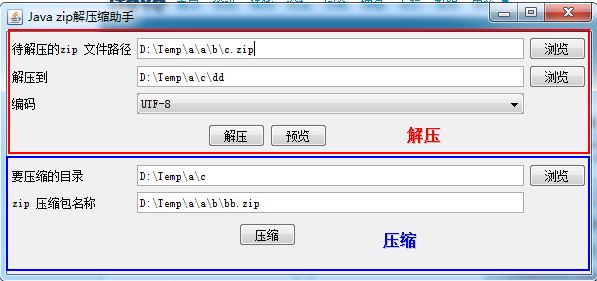 Java zip解压缩助手
待解压的zip 文件路径 D:\Temp\a\a\b\c.zip 浏览
解压到 D:\Temp\a\c\dd 浏览
编码 UTF-8
解压 预览 解压
要压缩的目录 D:\Temp\a\c 浏览
zip 压缩包名称 D:\Temp\a\a\b\bb.zip
压缩 压缩